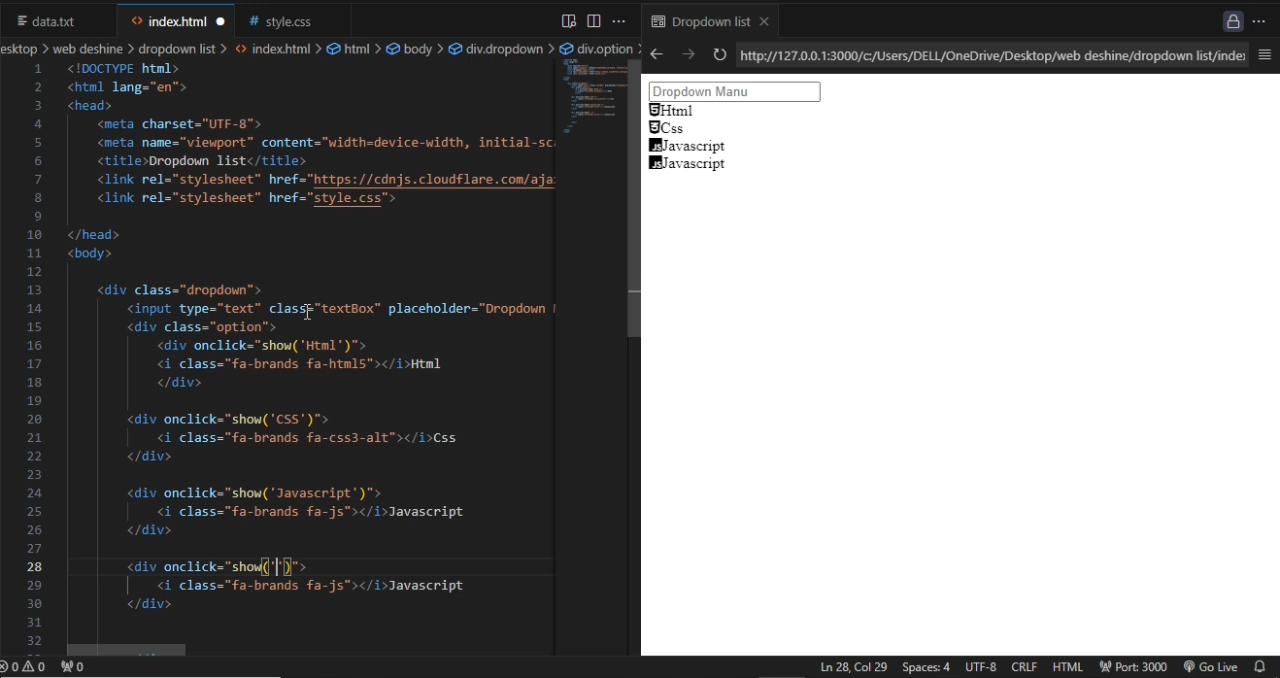 data.txt
index.html
# style.css
Dropdown list
esktop > web deshine > dropdown list > index.html > html > body > div.dropdown > div.option
http://127.0.0.1:3000/c:/Users/DELL/OneDrive/Desktop/web deshine/dropdown list/index
1 <!DOCTYPE html>
2 <html lang="en">
3 <head>
4 <meta charset="UTF-8">
5 <meta name="viewport" content="width=device-width, initial-sca
6 <title>Dropdown list</title>
7 <link rel="stylesheet" href="https://cdnjs.cloudflare.com/ajax
8 <link rel="stylesheet" href="style.css">
9
10 </head>
11 <body>
12
13 <div class="dropdown">
14 <input type="text" class="textBox" placeholder="Dropdown
15 <div class="option">
16 <div onclick="show('Html')">
17 <i class="fa-brands fa-html5"></i>Html
18 </div>
19
20 <div onclick="show('CSS')">
21 <i class="fa-brands fa-css3-alt"></i>Css
22 </div>
23
24 <div onclick="show('Javascript')">
25 <i class="fa-brands fa-js"></i>Javascript
26 </div>
27
28 <div onclick="show('')">
29 <i class="fa-brands fa-js"></i>Javascript
30 </div>
31
32
Dropdown Manu
Html
Css
Javascript
Javascript
0 0 0
Ln 28, Col 29 Spaces: 4 UTF-8 CRLF HTML Port: 3000 Go Live